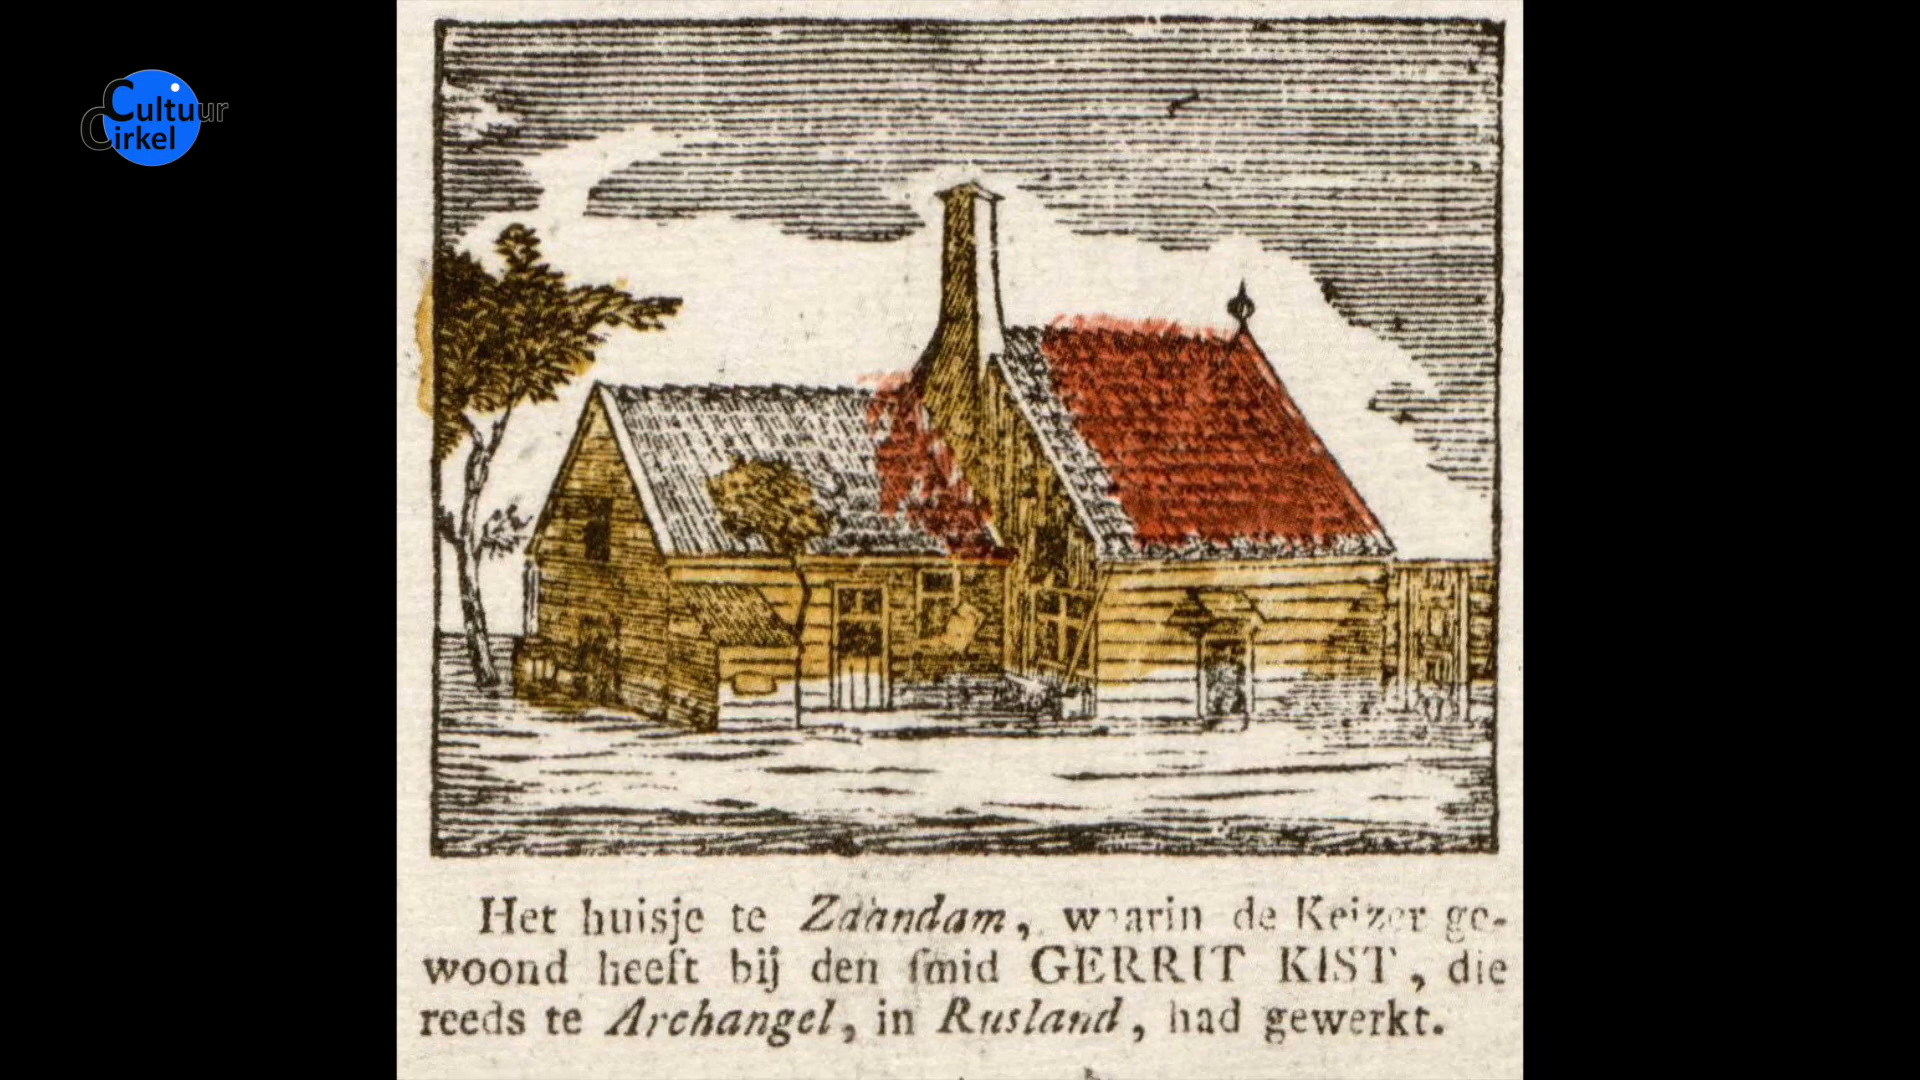 Cultuur
Cirkel
Het huisje te Zaandam, waarin de Keizer ge-
woond heeft bij den ſmid GERRIT KIST, die
reeds te Archangel, in Rusland, had gewerkt.